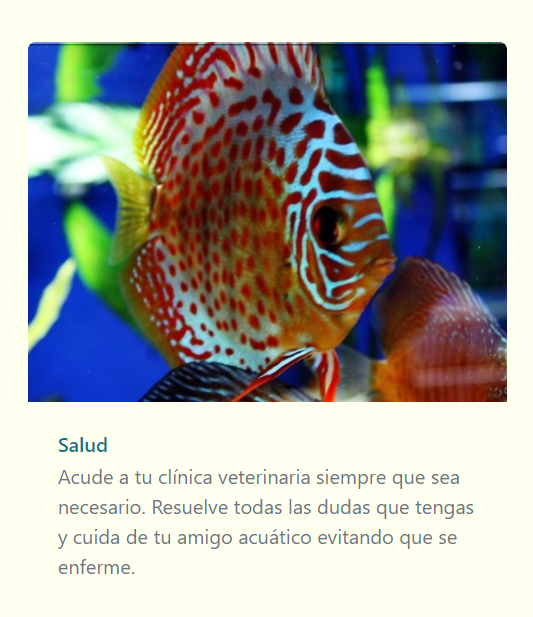 Salud
Acude a tu clínica veterinaria siempre que sea
necesario. Resuelve todas las dudas que tengas
y cuida de tu amigo acuático evitando que se
enferme.